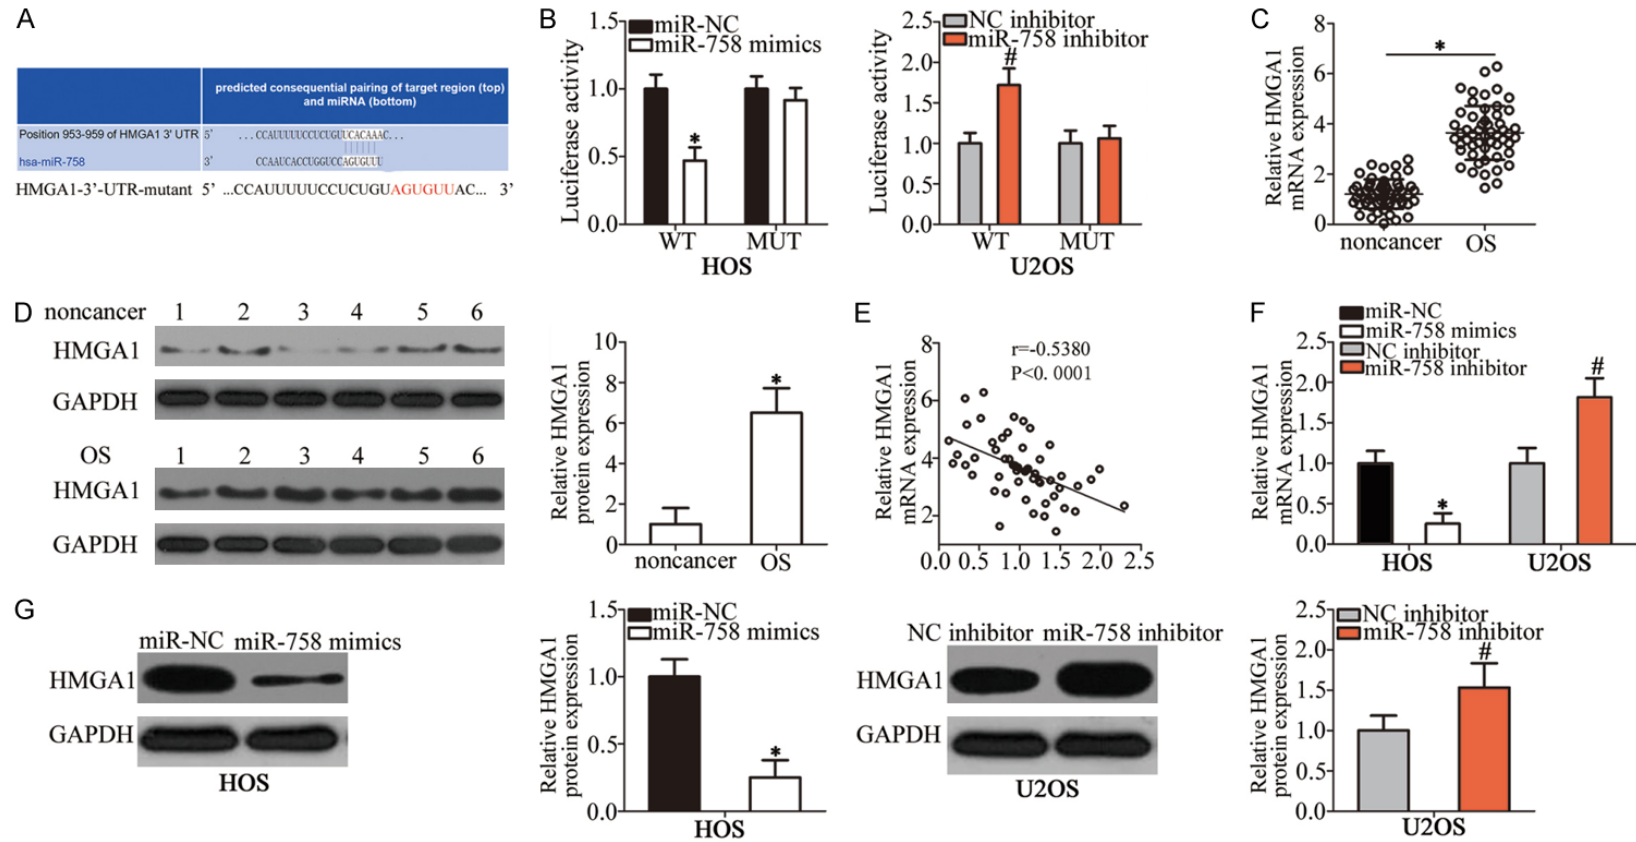 A
predicted consequential pairing of target region (top)
and miRNA (bottom)
Position 953-959 of HMGA1 3' UTR 5' ...CCAUUUUUCCUCUGUUCACAAAC...
hsa-miR-758 3' CCAAUCACCUGGUCCAGUGUUU
HMGA1-3'-UTR-mutant 5' ...CCAUUUUUCCUCUGUAGUGUUAC... 3'
B
1.5
1.0
0.5
0.0
Luciferase activity
miR-NC
miR-758 mimics
*
WT
MUT
HOS
2.5
2.0
1.5
1.0
0.5
0.0
Luciferase activity
NC inhibitor
miR-758 inhibitor
#
WT
MUT
U2OS
C
8
6
4
2
0
Relative HMGA1
mRNA expression
*
noncancer
OS
D
noncancer 1 2 3 4 5 6
HMGA1
GAPDH
OS 1 2 3 4 5 6
HMGA1
GAPDH
10
8
6
4
2
0
Relative HMGA1
protein expression
*
noncancer
OS
E
8
6
4
2
Relative HMGA1
mRNA expression
r=-0.5380
P<0.0001
0.0 0.5 1.0 1.5 2.0 2.5
F
miR-NC
miR-758 mimics
NC inhibitor
miR-758 inhibitor
2.5
2.0
1.5
1.0
0.5
0.0
Relative HMGA1
mRNA expression
*
#
HOS
U2OS
G
miR-NC miR-758 mimics
HMGA1
GAPDH
HOS
1.5
1.0
0.5
0.0
Relative HMGA1
protein expression
miR-NC
miR-758 mimics
*
HOS
NC inhibitor miR-758 inhibitor
HMGA1
GAPDH
U2OS
2.5
2.0
1.5
1.0
0.5
0.0
Relative HMGA1
protein expression
NC inhibitor
miR-758 inhibitor
#
U2OS